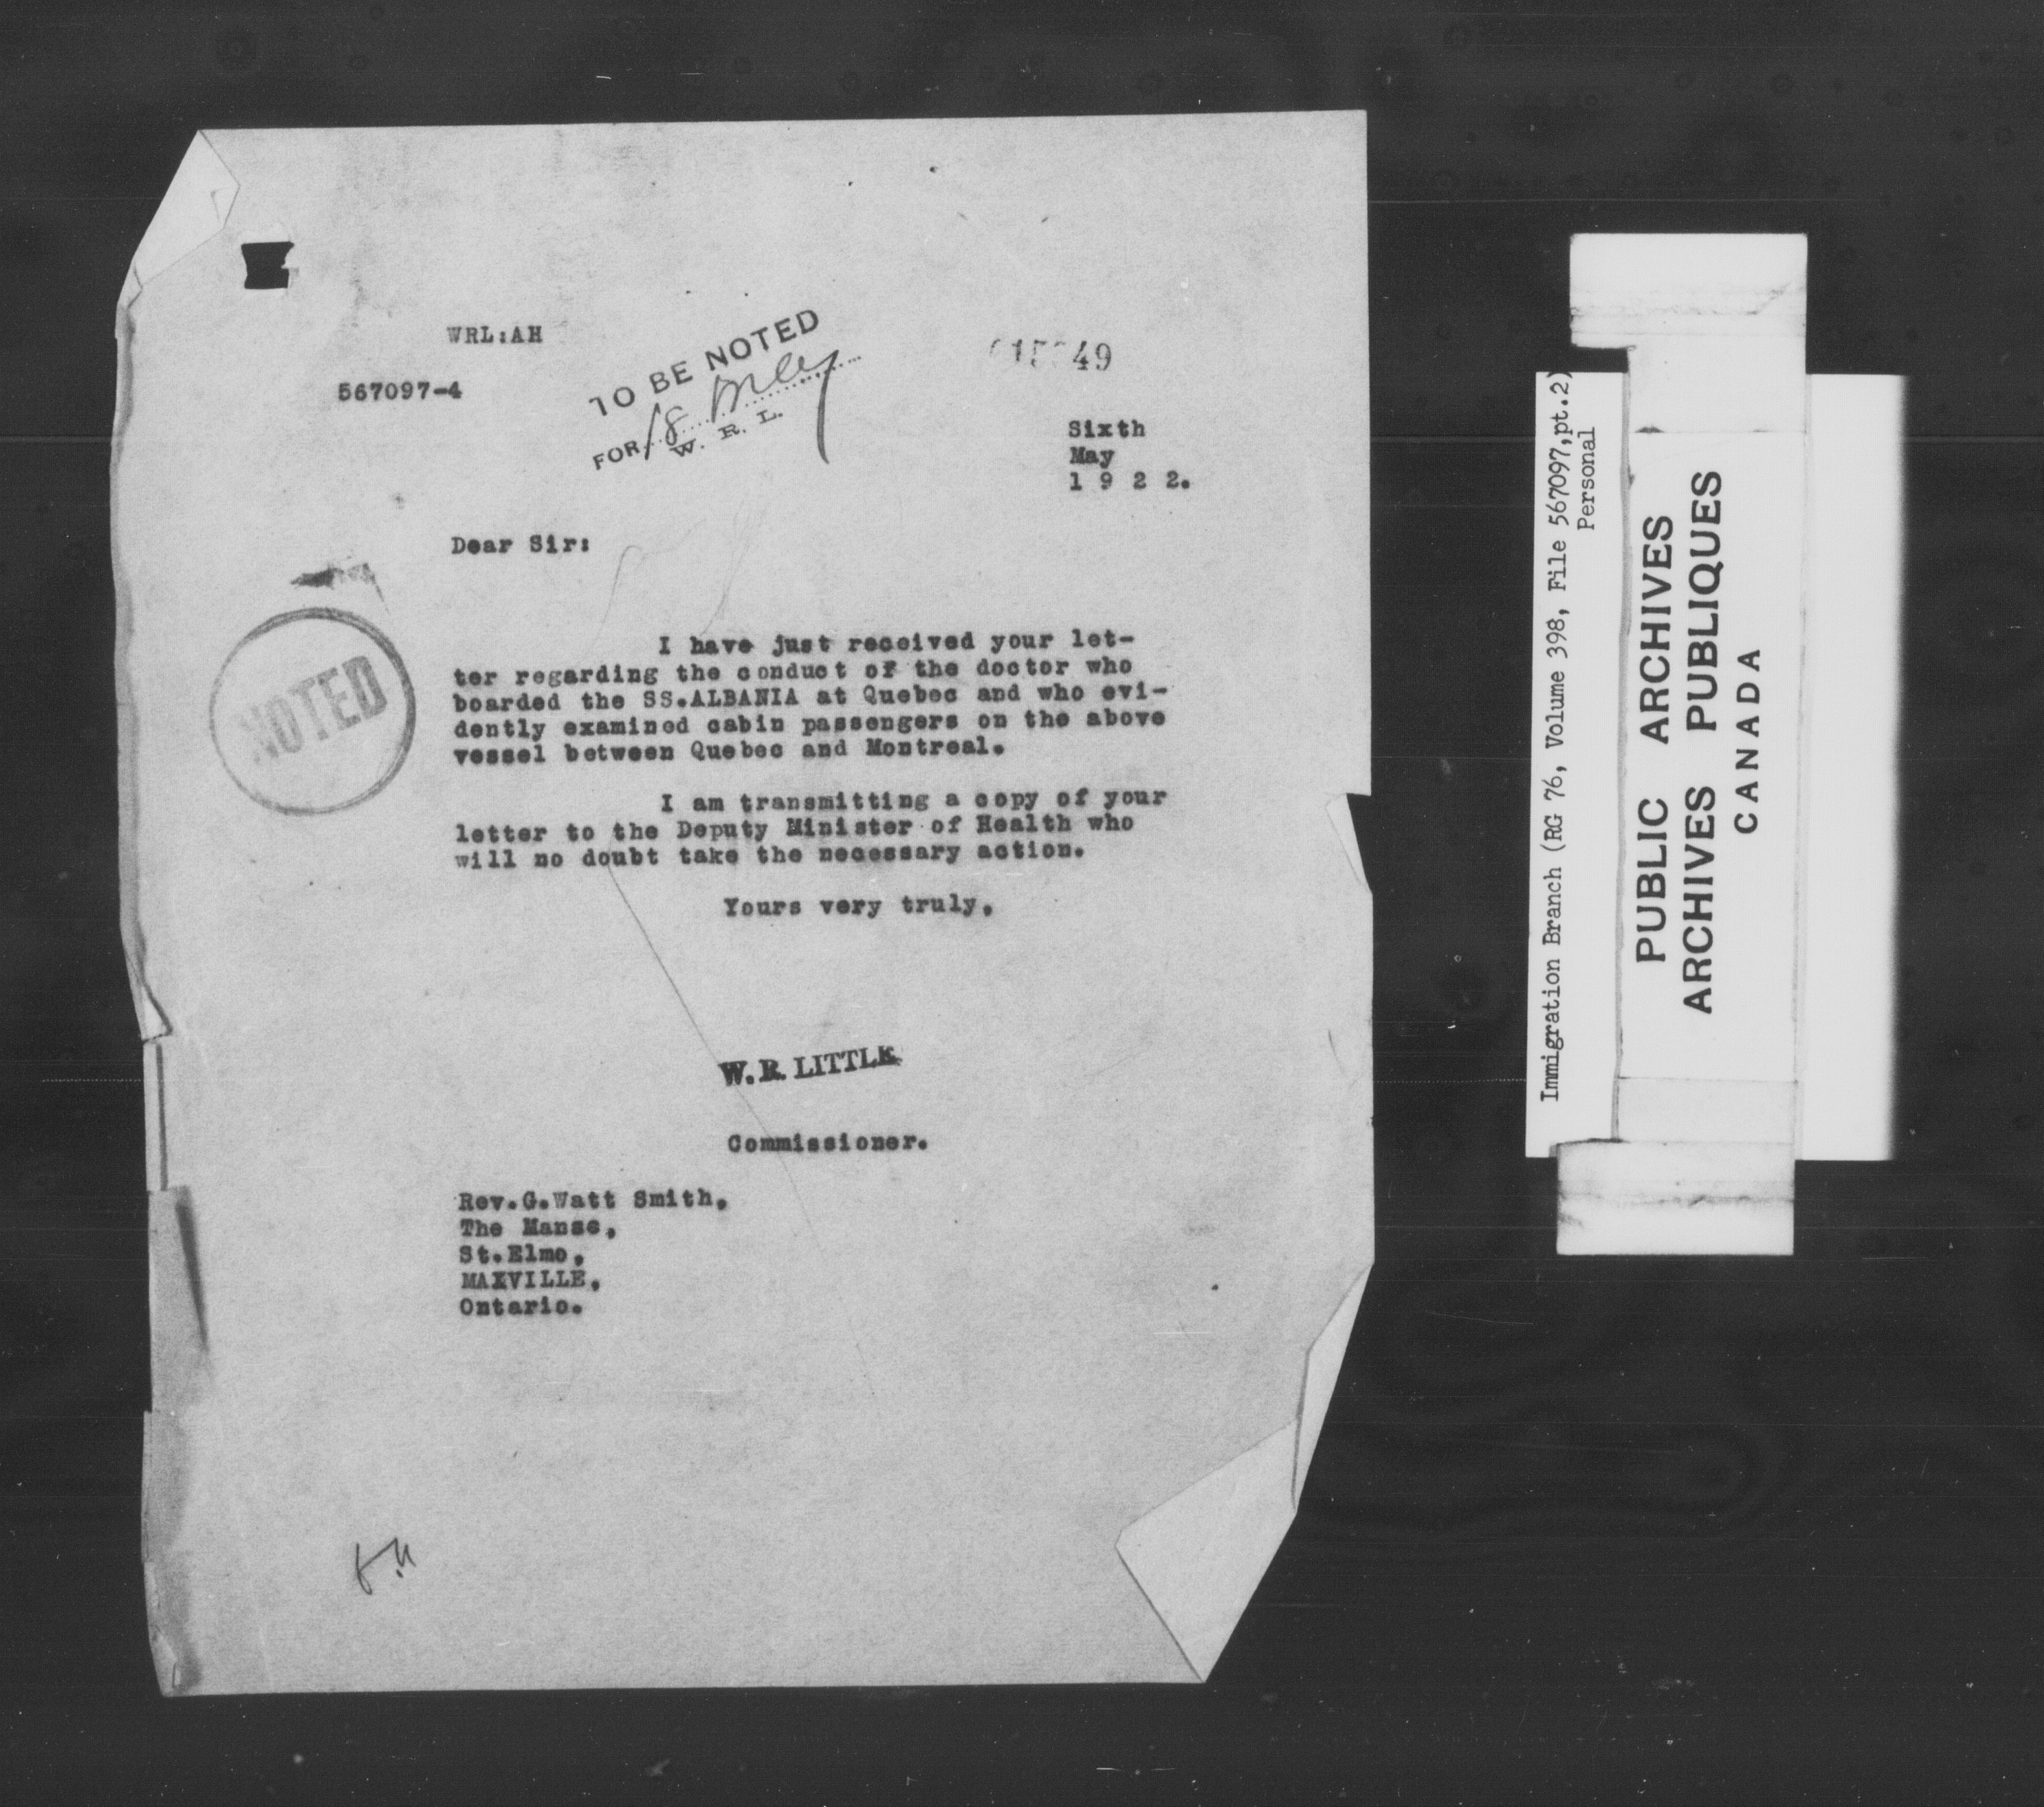 WRL:AH
567097-4
TO BE NOTED
FOR 18 May
W. R. L.
49
Sixth
May
1 9 2 2.
Dear Sir:
NOTED
I have just received your let-
ter regarding the conduct of the doctor who
boarded the SS.ALBANIA at Quebec and who evi-
dently examined cabin passengers on the above
vessel between Quebec and Montreal.
I am transmitting a copy of your
letter to the Deputy Minister of Health who
will no doubt take the necessary action.
Yours very truly,
W.R. LITTLE
Commissioner.
Rev.G.Watt Smith,
The Manse,
St.Elmo,
MAXVILLE,
Ontario.
Immigration Branch (RG 76, Volume 398, File 567097,pt.2)
Personal
PUBLIC ARCHIVES
ARCHIVES PUBLIQUES
CANADA